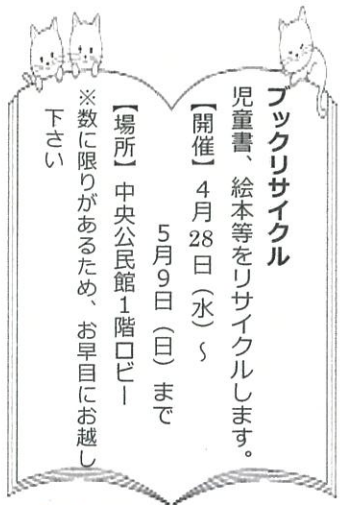 ブックリサイクル
児童書、絵本等をリサイクルします。
【開催】４月28日（水）～
５月９日（日）まで
【場所】中央公民館１階ロビー
※数に限りがあるため、お早目にお越し
下さい